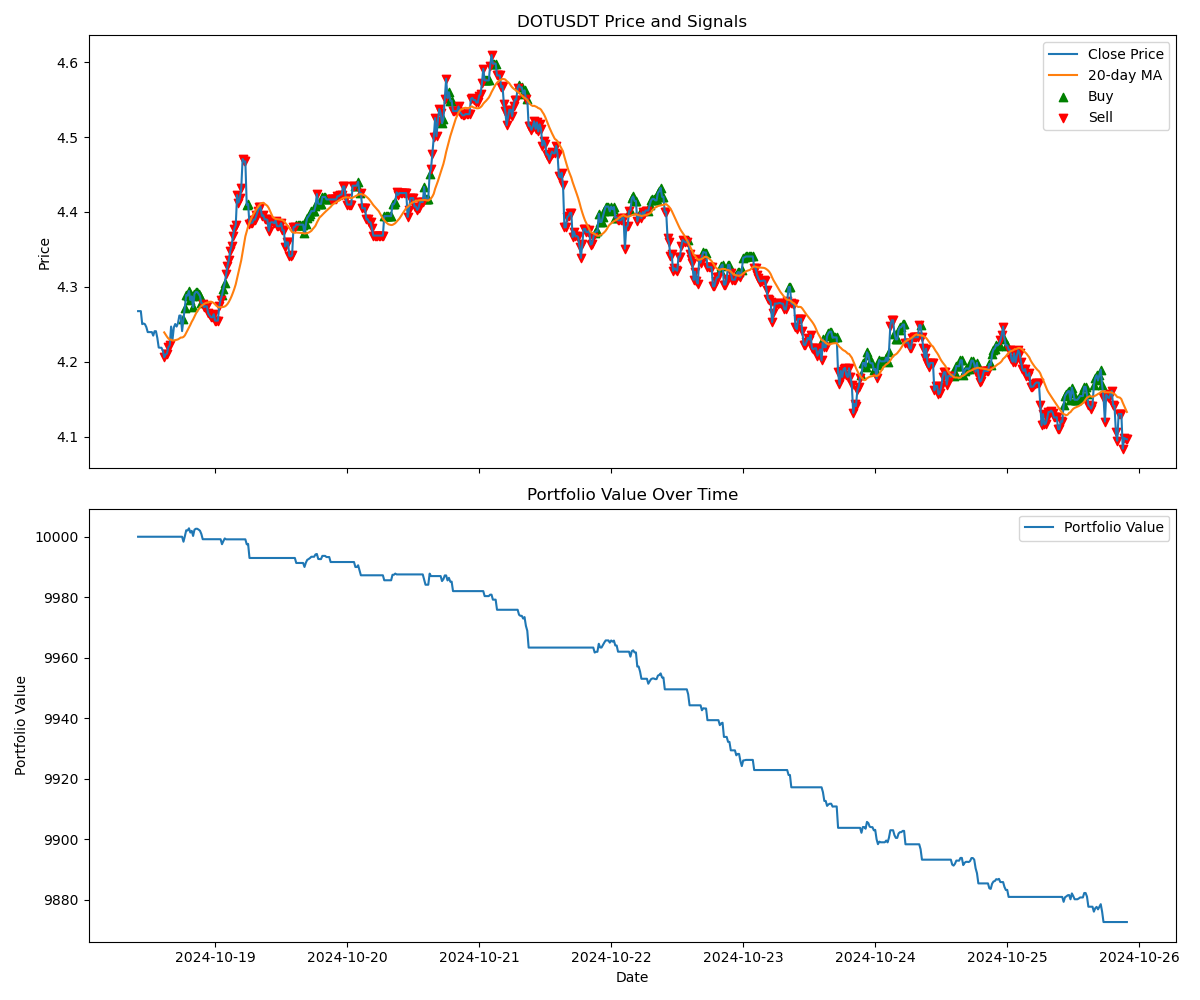 DOTUSDT Price and Signals
Price
4.6
4.5
4.4
4.3
4.2
4.1
Close Price
20-day MA
Buy
Sell
Portfolio Value Over Time
Portfolio Value
10000
9980
9960
9940
9920
9900
9880
Portfolio Value
2024-10-19 2024-10-20 2024-10-21 2024-10-22 2024-10-23 2024-10-24 2024-10-25 2024-10-26
Date